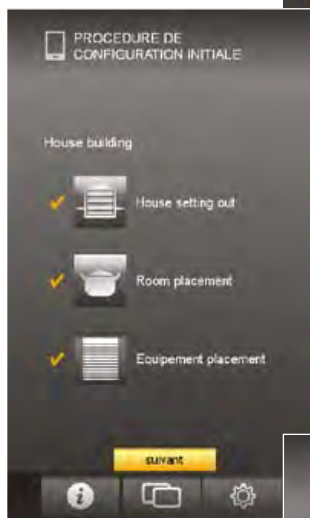 PROCEDURE DE
CONFIGURATION INITIALE
House building
House setting out
Room placement
Equipement placement
suivant